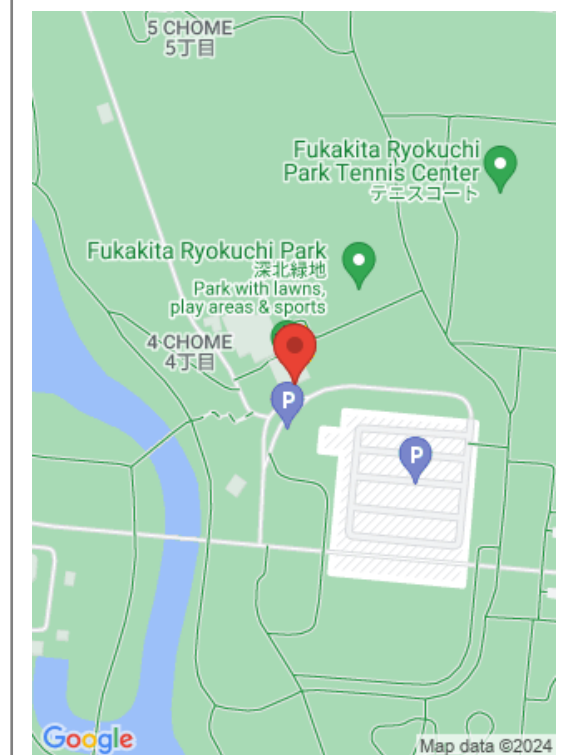 5 CHOME
5丁目
Fukakita Ryokuchi
Park Tennis Center
テニスコート
Fukakita Ryokuchi Park
深北緑地
Park with lawns,
play areas & sports
4 CHOME
4丁目
P
P
Google
Map data ©2024